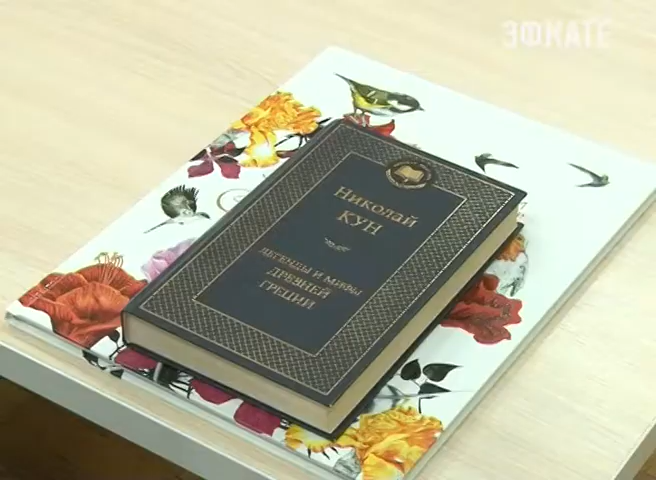 ЭФКАТЕ
Николай
КУН
ЛЕГЕНДЫ И МИФЫ
ДРЕВНЕЙ
ГРЕЦИИ